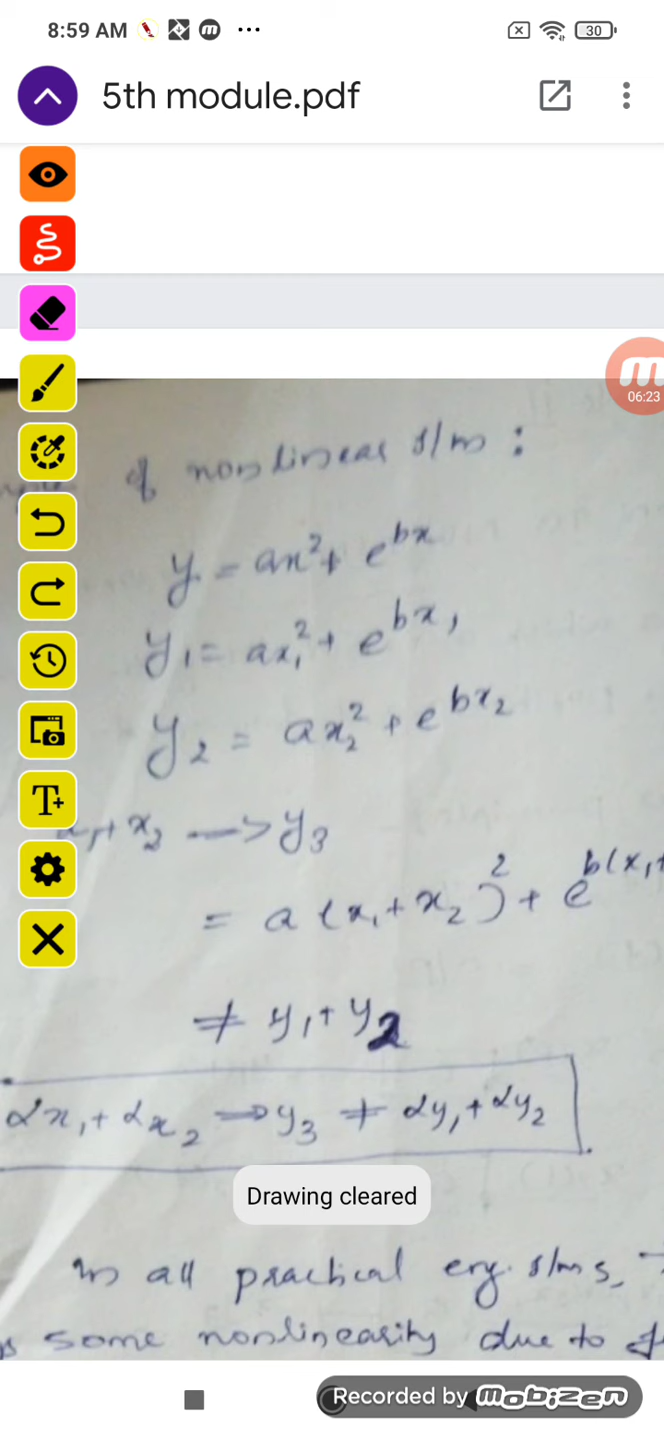 8:59 AM ... 30
5th module.pdf
06:23
of nonlinear s/m :
y = ax² + e^bx
y₁ = ax₁² + e^bx₁
y₂ = ax₂² + e^bx₂
T+
x₁ + x₂ —> y₃
= a (x₁ + x₂)² + e^b(x₁+
≠ y₁ + y₂
αx₁ + αx₂ => y₃ ≠ αy₁ + αy₂
Drawing cleared
In all practical eng. s/ms,
some nonlinearity due to
Recorded by mobizen